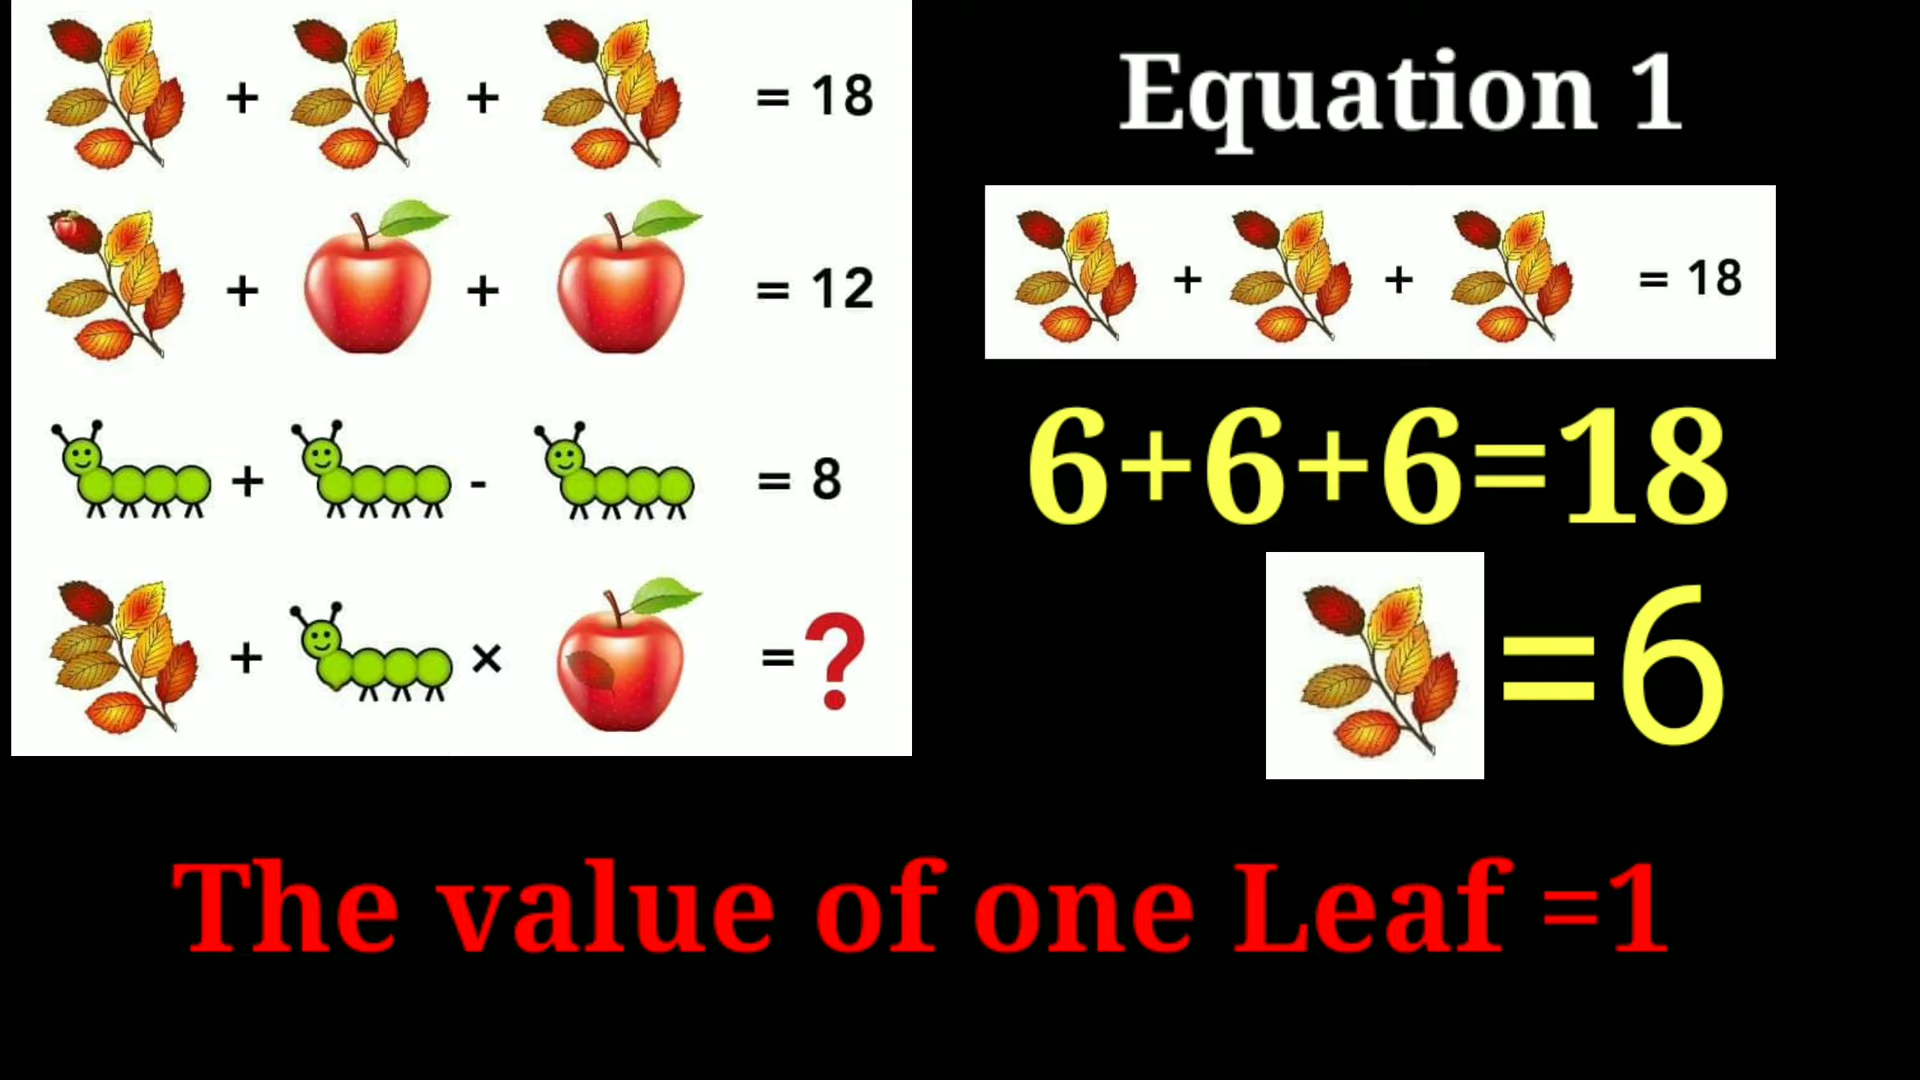 + + = 18
+ + = 12
+ - = 8
+ × = ?
Equation 1
+ + = 18
6+6+6=18
=6
The value of one Leaf =1